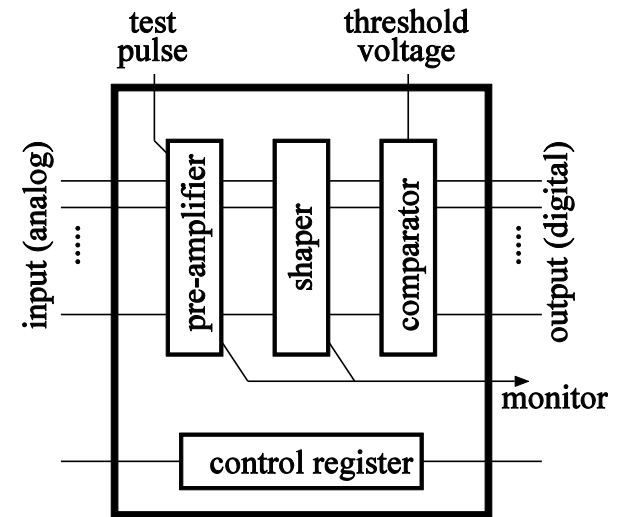 test
pulse
threshold
voltage
input (analog)
.....
pre-amplifier
shaper
comparator
.....
output (digital)
monitor
control register